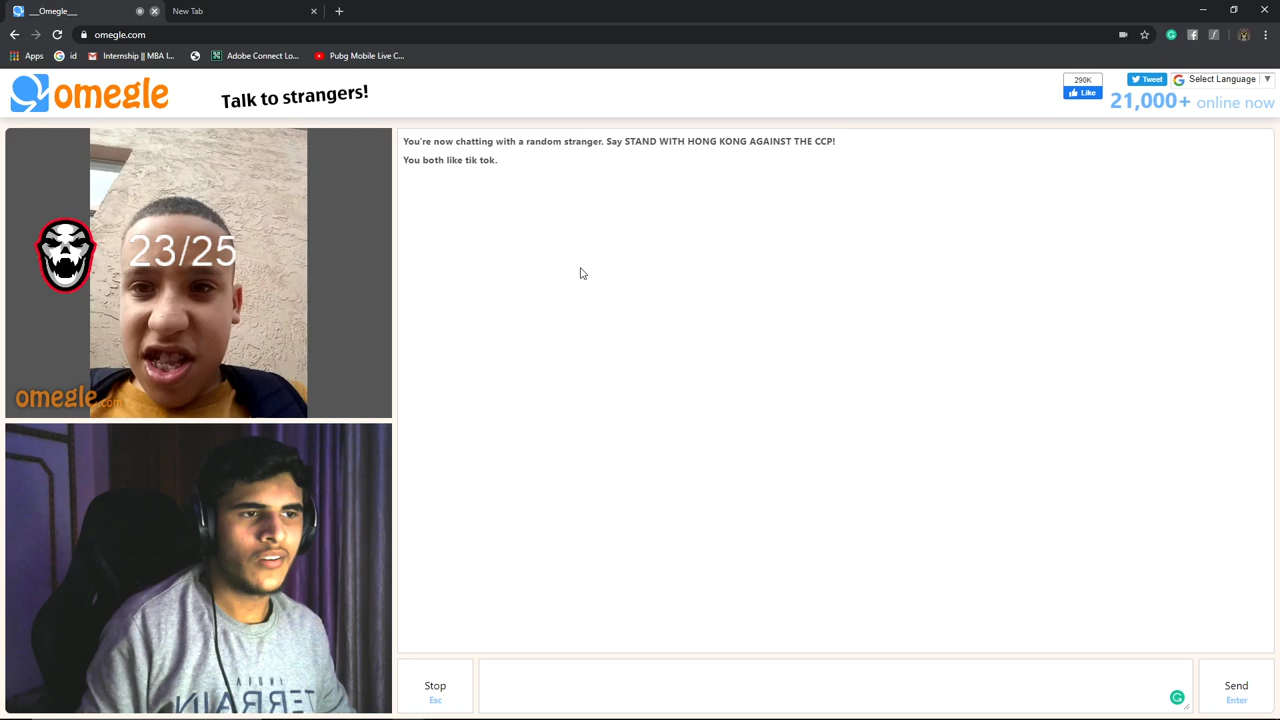 __Omegle__
New Tab
omegle.com
Apps
id
Internship || MBA I...
Adobe Connect Lo...
Pubg Mobile Live C...
omegle
Talk to strangers!
290K
Like
Tweet
Select Language
21,000+ online now
You're now chatting with a random stranger. Say STAND WITH HONG KONG AGAINST THE CCP!
You both like tik tok.
23/25
omegle.com
INDIA
TERRAIN
Stop
Esc
Send
Enter